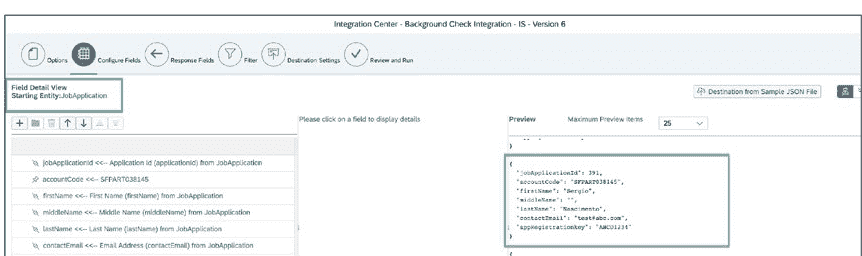 Integration Center - Background Check Integration - IS - Version 6
Options
Configure Fields
Response Fields
Filter
Destination Settings
Review and Run
Field Detail View
Starting Entity:JobApplication
Destination from Sample JSON File
Please click on a field to display details
Preview
Maximum Preview Items
25
jobApplicationId <<-- Application Id (applicationId) from JobApplication
accountCode <<-- SFPART038145
firstName <<-- First Name (firstName) from JobApplication
middleName <<-- Middle Name (middleName) from JobApplication
lastName <<-- Last Name (lastName) from JobApplication
contactEmail <<-- Email Address (contactEmail) from JobApplication
}
{
"jobApplicationId": 391,
"accountCode": "SFPART038145",
"firstName": "Sergio",
"middleName": "",
"lastName": "Nascimento",
"contactEmail": "test@abc.com",
"appRegistrationKey": "ABCD1234"
}
{